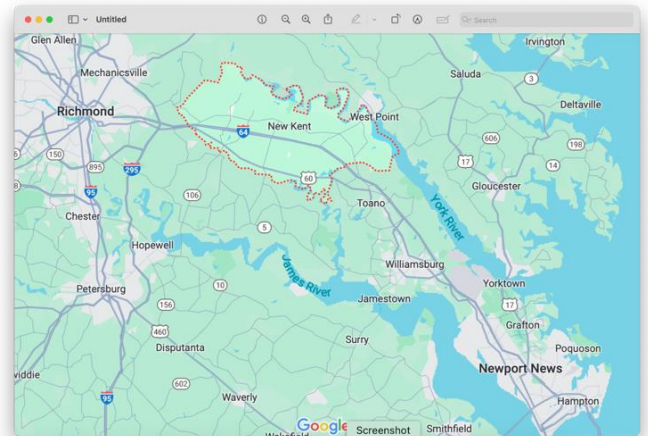 Untitled
Search
Glen Allen
Irvington
Mechanicsville
Saluda
3
Deltaville
Richmond
West Point
New Kent
64
606
198
150
895
295
17
14
60
106
Gloucester
95
Toano
Chester
York River
5
Hopewell
Williamsburg
James River
Yorktown
Petersburg
10
Jamestown
17
156
Grafton
460
Surry
Disputanta
Poquoson
Newport News
602
95
Waverly
Hampton
Google
Screenshot
Smithfield